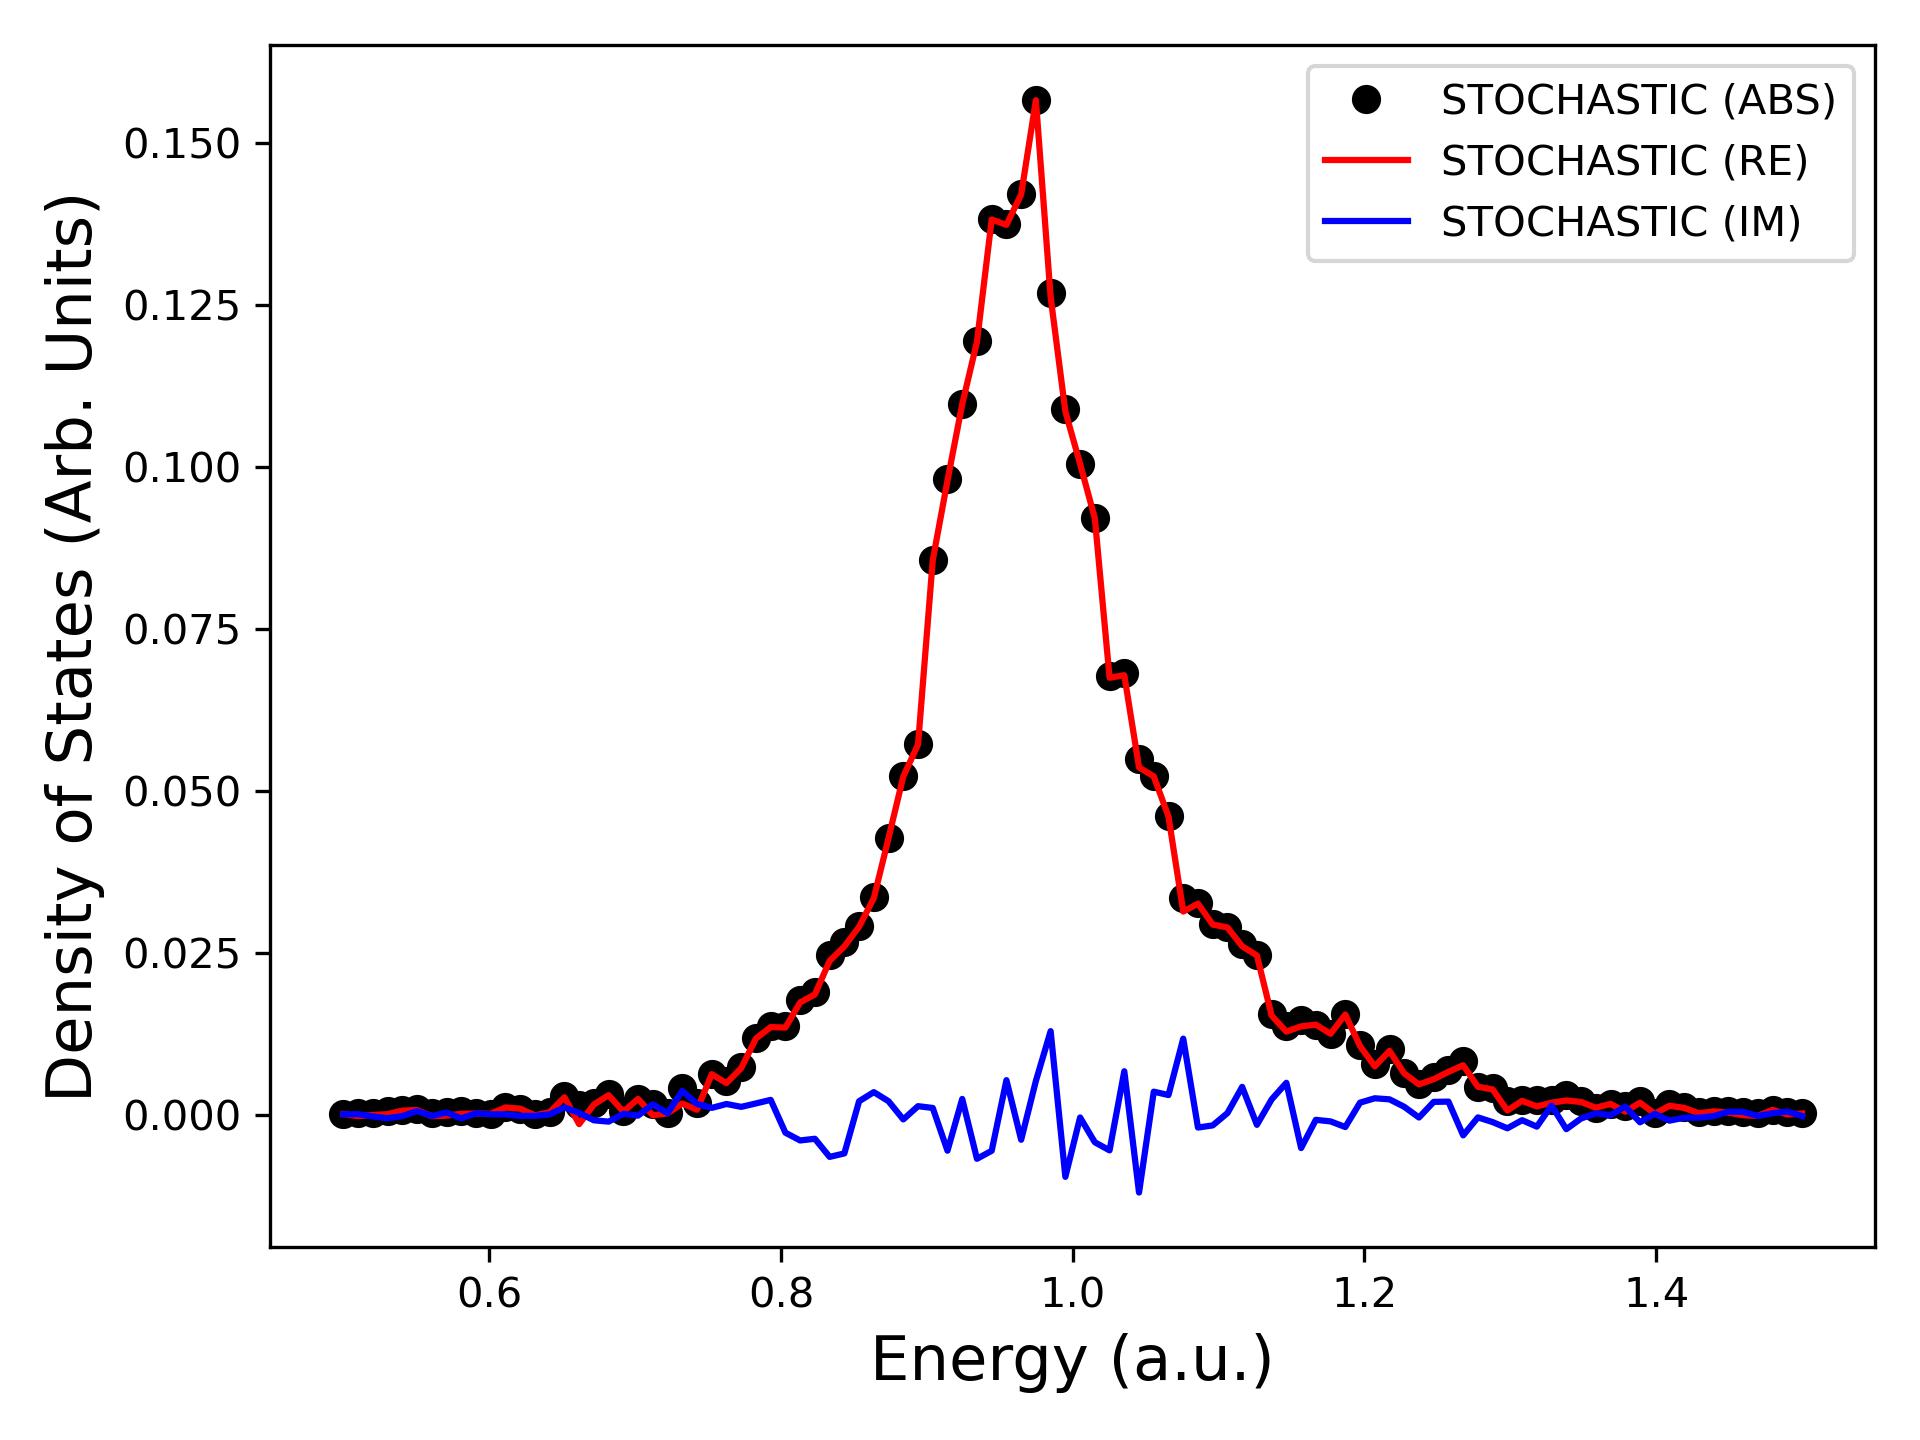 STOCHASTIC (ABS)
STOCHASTIC (RE)
STOCHASTIC (IM)
Density of States (Arb. Units)
0.150
0.125
0.100
0.075
0.050
0.025
0.000
0.6 0.8 1.0 1.2 1.4
Energy (a.u.)